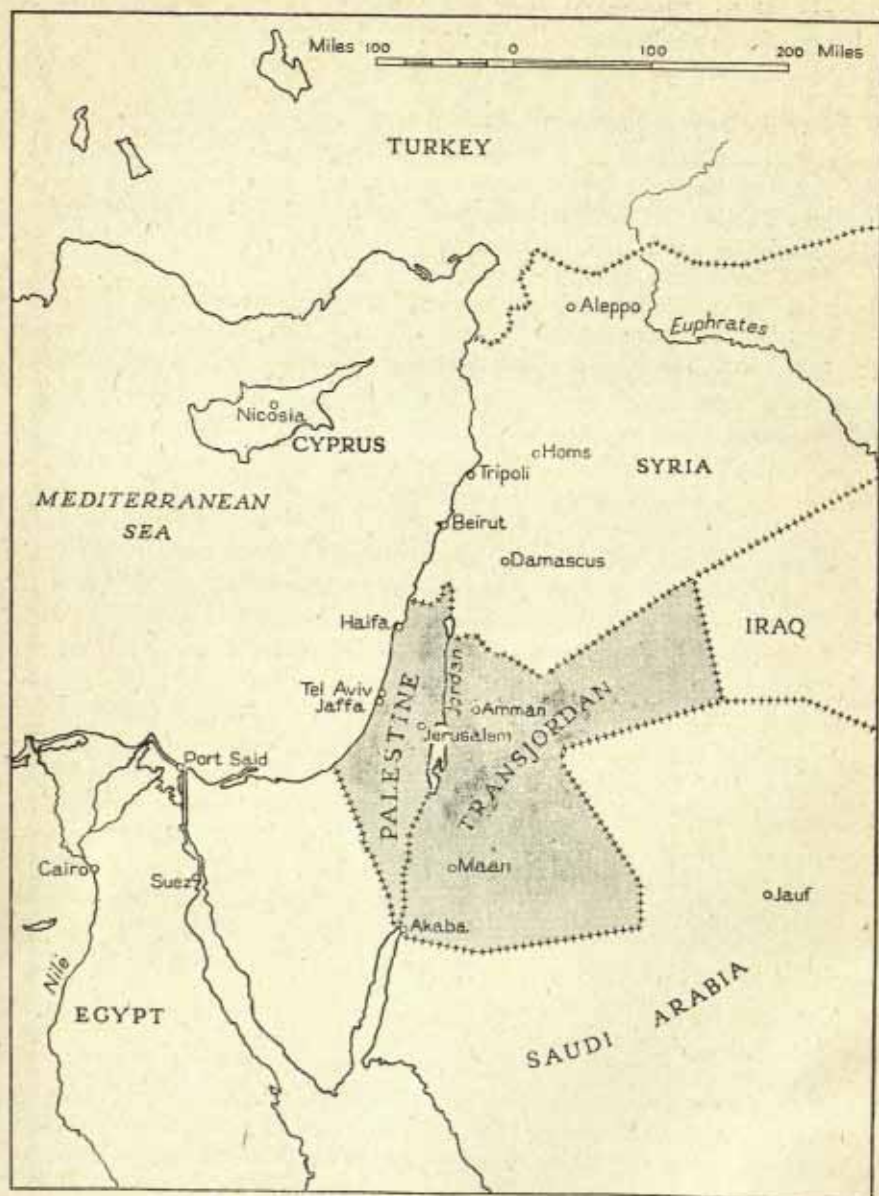 Miles 100 0 100 200 Miles
TURKEY
Aleppo
Euphrates
Nicosia
CYPRUS
Homs
SYRIA
Tripoli
MEDITERRANEAN
SEA
Beirut
Damascus
Haifa
IRAQ
Jordan
Tel Aviv
Jaffa
Amman
Jerusalem
PALESTINE
TRANSJORDAN
Port Said
Cairo
Suez
Maan
Jauf
Akaba
Nile
EGYPT
SAUDI ARABIA